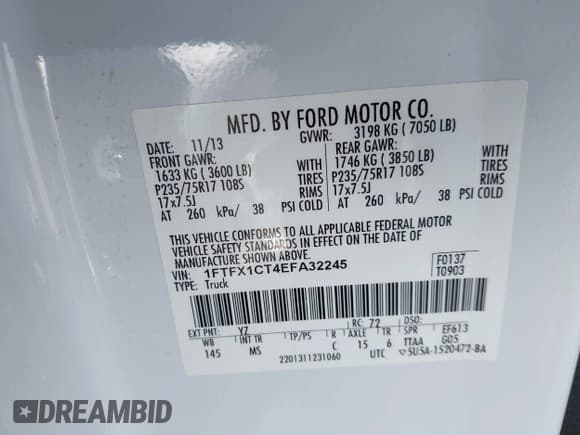 MFD. BY FORD MOTOR CO.
DATE: 11/13 GVWR: 3198 KG ( 7050 LB)
FRONT GAWR: REAR GAWR:
1633 KG ( 3600 LB) WITH 1746 KG ( 3850 LB) WITH
P235/75R17 108S TIRES P235/75R17 108S TIRES
17x7.5J RIMS 17x7.5J RIMS
AT 260 kPa/ 38 PSI COLD AT 260 kPa/ 38 PSI COLD
THIS VEHICLE CONFORMS TO ALL APPLICABLE FEDERAL MOTOR
VEHICLE SAFETY STANDARDS IN EFFECT ON THE DATE OF
MANUFACTURE SHOWN ABOVE.
VIN: 1FTFX1CT4EFA32245 F0137
TYPE: Truck T0903
EXT PNT: YZ RC: 72 DSO:
WB INT TR TP/PS R AXLE TR SPR EF613
145 MS C 15 6 TTAA G05
2201311231060 UTC 5U5A-1520472-BA
DREAMBID